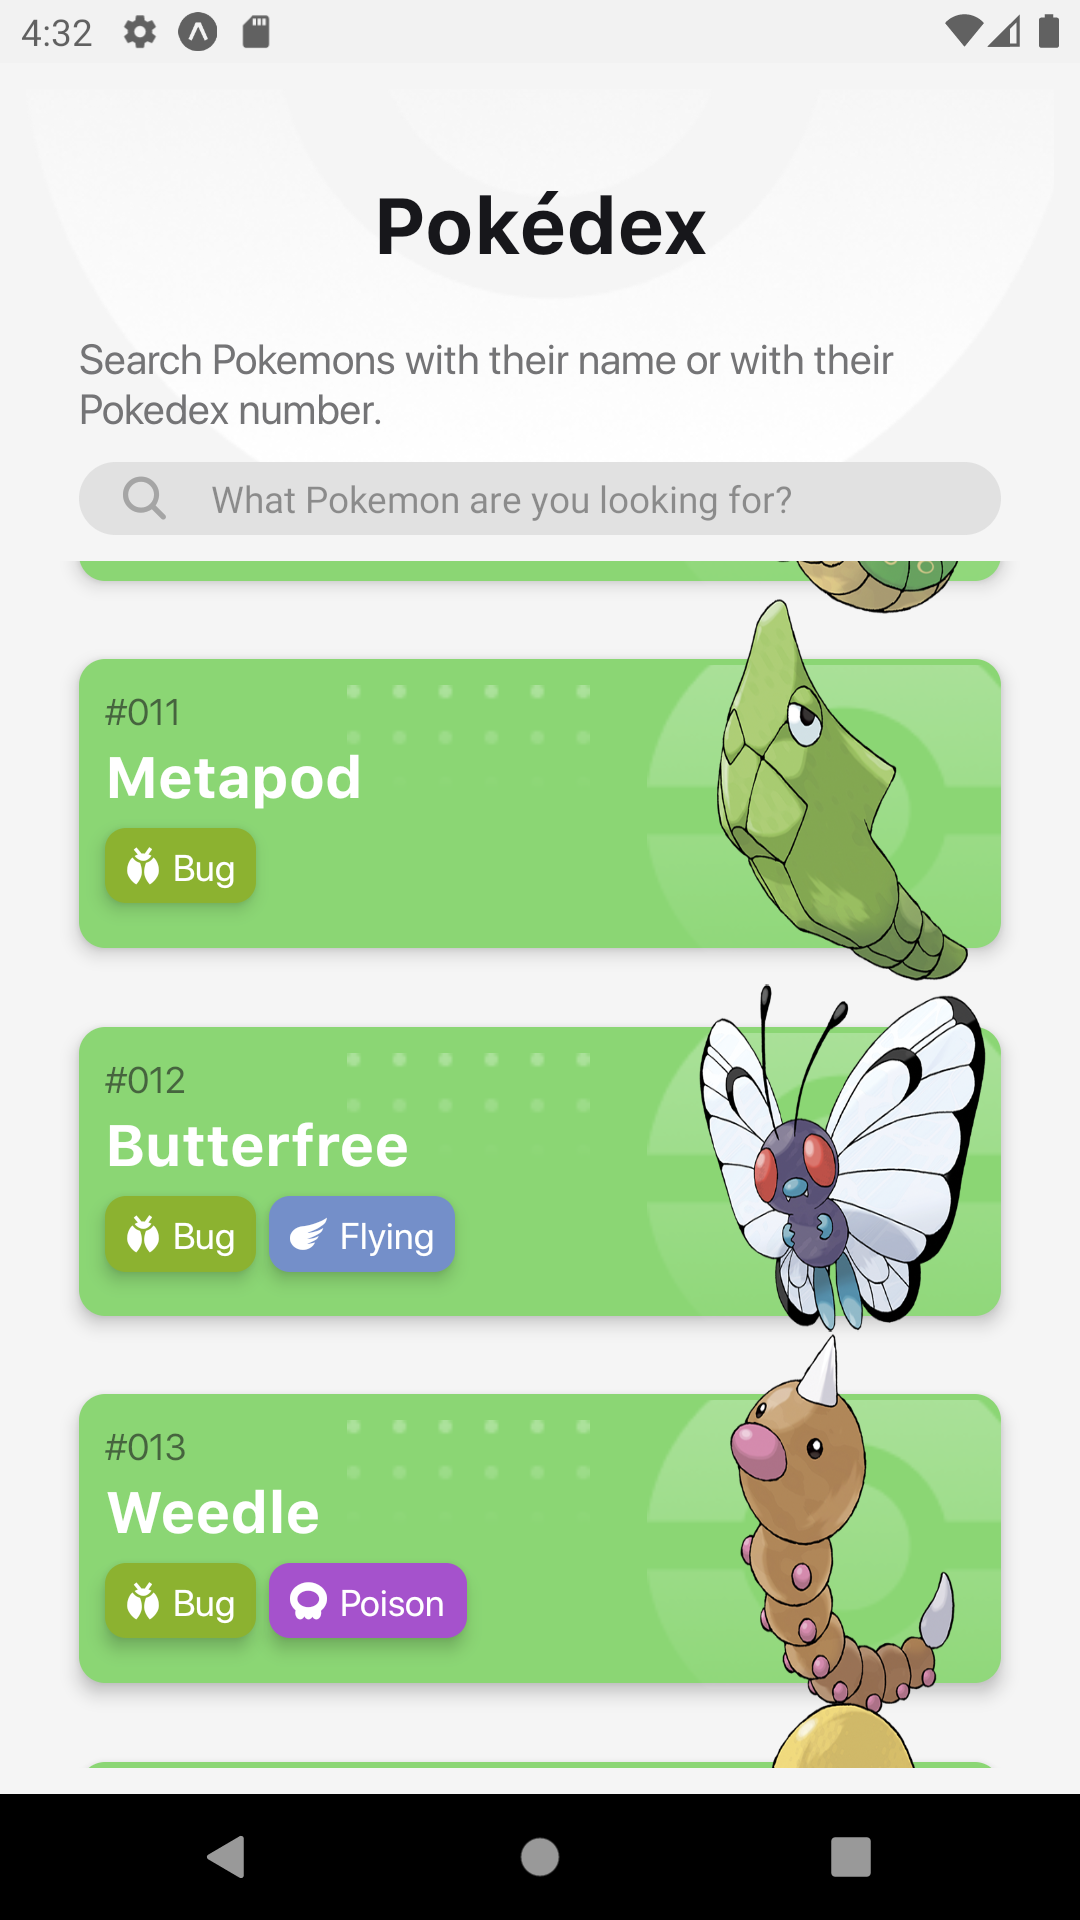 4:32
Pokédex
Search Pokemons with their name or with their
Pokedex number.
What Pokemon are you looking for?
#011
Metapod
Bug
#012
Butterfree
Bug Flying
#013
Weedle
Bug Poison